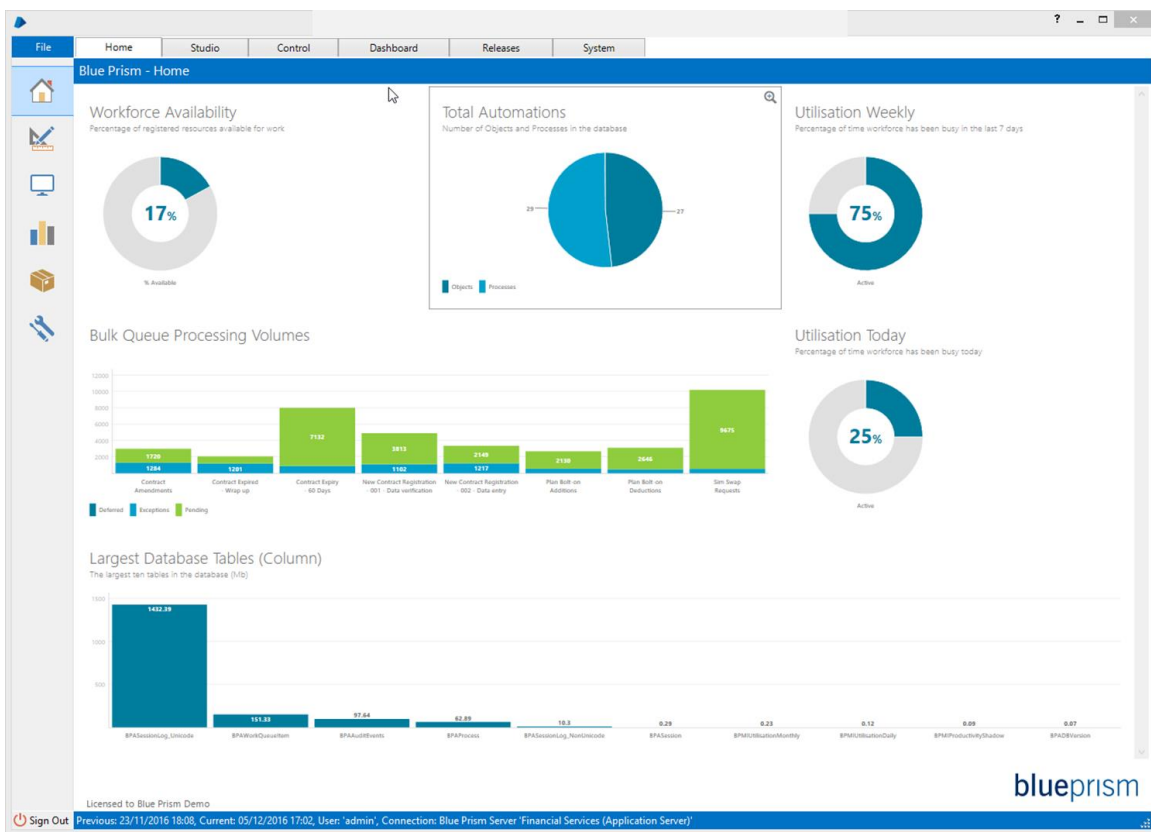 ?
File Home Studio Control Dashboard Releases System
Blue Prism - Home
Workforce Availability
Percentage of registered resources available for work
17%
% Available
Total Automations
Number of Objects and Processes in the database
27
Objects Processes
Utilisation Weekly
Percentage of time workforce has been busy in the last 7 days
75%
Active
Bulk Queue Processing Volumes
12000
10000
8000
6000
4000
2000
1720
1284
1201
7132
3813
1102
2149
1217
2130
2646
9675
Contract Amendments
Contract Expired - Wrap up
Contract Expiry - 60 Days
New Contract Registration - 001 - Data verification
New Contract Registration - 002 - Data entry
Plan Bolt-on Additions
Plan Bolt-on Deductions
Sim Swap Requests
Deferred Exceptions Pending
Utilisation Today
Percentage of time workforce has been busy today
25%
Active
Largest Database Tables (Column)
The largest ten tables in the database (Mb)
1500
1000
500
1432.39
151.33
97.64
62.89
18.3
0.29
0.23
0.12
0.09
0.07
BPASessionLog_Unicode
BPAWorkQueueItem
BPAAuditEvents
BPAProcess
BPASessionLog_NonUnicode
BPASession
BPMIUtilisationMonthly
BPMIUtilisationDaily
BPMIProductivityShadow
BPADBVersion
blueprism
Licensed to Blue Prism Demo
Sign Out
Previous: 23/11/2016 18:08, Current: 05/12/2016 17:02, User: 'admin', Connection: Blue Prism Server 'Financial Services (Application Server)'